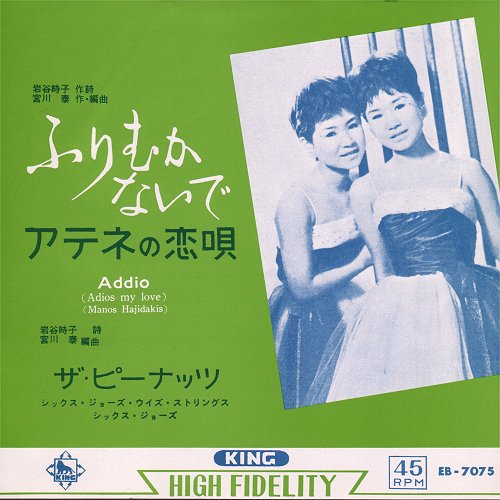 岩谷時子 作詩
宮川 泰 作・編曲
ふりむか
ないで
アテネの恋唄
Addio
(Adios my love)
(Manos Hajidakis)
岩谷時子 詩
宮川 泰 編曲
ザ・ピーナッツ
シックス・ジョーズ・ウイズ・ストリングス
シックス・ジョーズ
KING
KING
HIGH FIDELITY
45
RPM
EB-7075